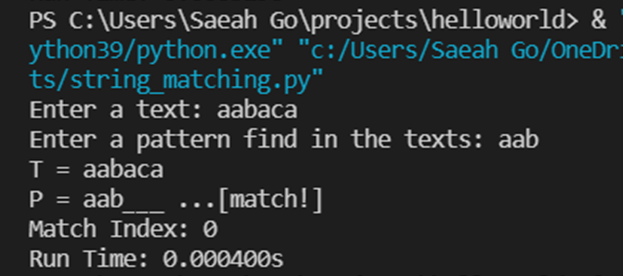 PS C:\Users\Saeah Go\projects\helloworld> & "
ython39/python.exe" "c:/Users/Saeah Go/OneDri
ts/string_matching.py"
Enter a text: aabaca
Enter a pattern find in the texts: aab
T = aabaca
P = aab___ ...[match!]
Match Index: 0
Run Time: 0.000400s